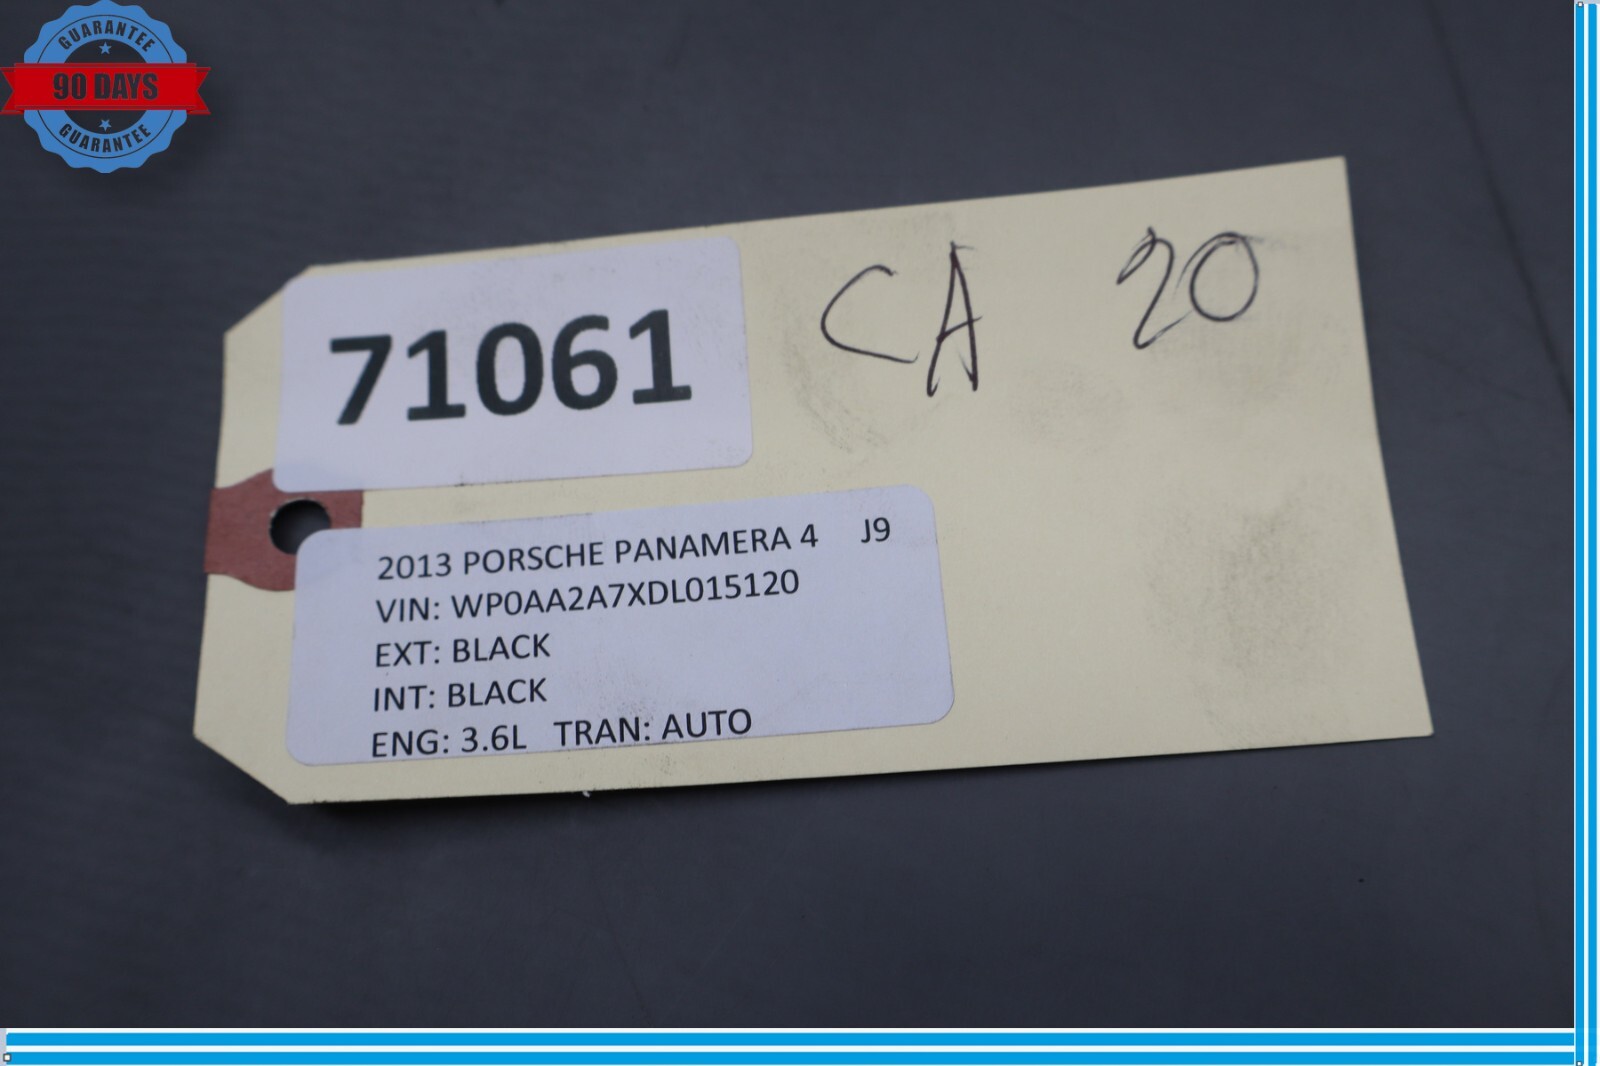 GUARANTEE
90 DAYS
GUARANTEE
71061
CA 20
2013 PORSCHE PANAMERA 4 J9
VIN: WP0AA2A7XDL015120
EXT: BLACK
INT: BLACK
ENG: 3.6L TRAN: AUTO